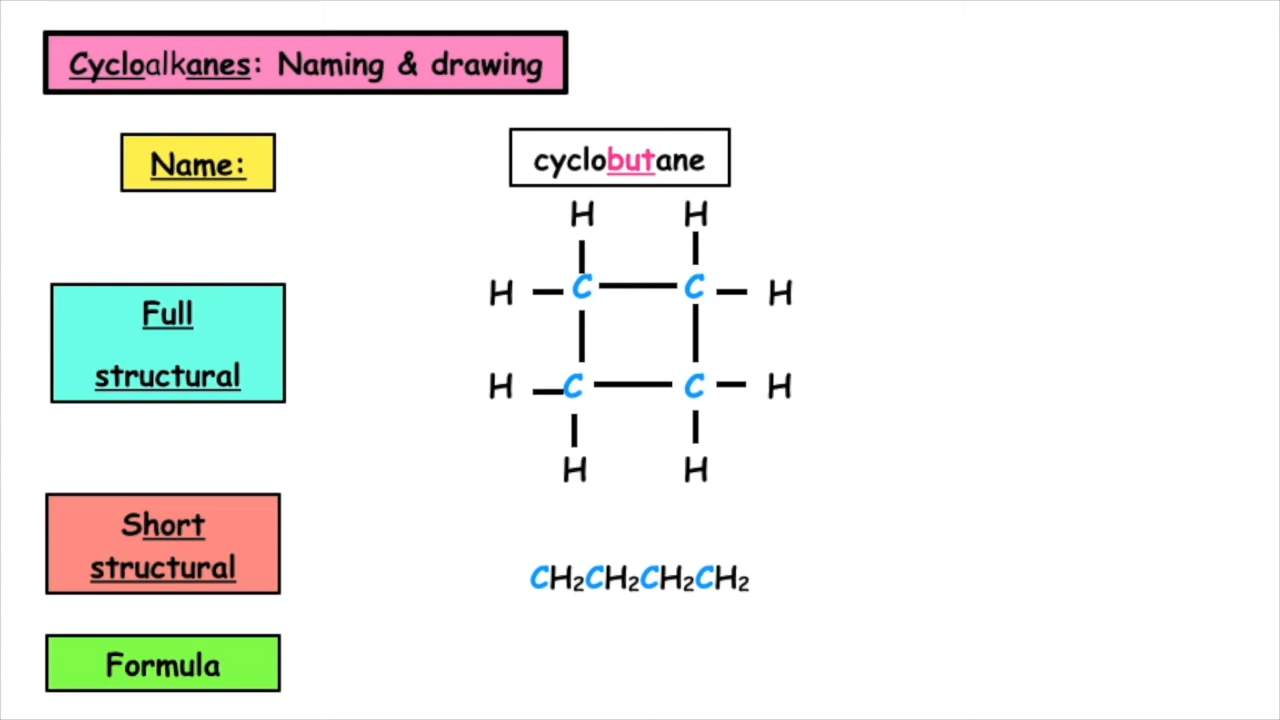 Cycloalkanes: Naming & drawing
Name:
cyclobutane
H H
H C C H
H C C H
H H
Full
structural
Short
structural
CH₂CH₂CH₂CH₂
Formula